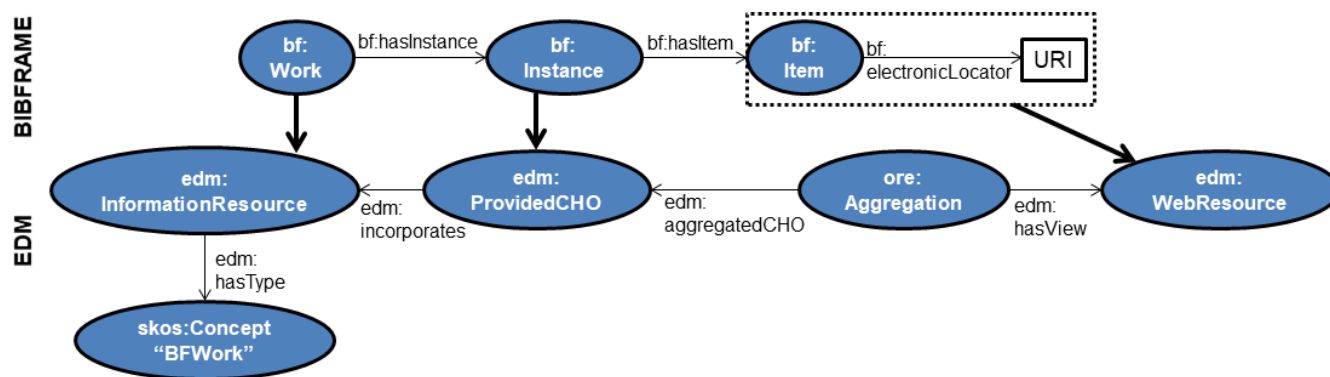 BIBFRAME
bf:
Work
bf:hasInstance
bf:
Instance
bf:hasItem
bf:
Item
bf:
electronicLocator
URI
EDM
edm:
InformationResource
edm:
incorporates
edm:
ProvidedCHO
edm:
aggregatedCHO
ore:
Aggregation
edm:
hasView
edm:
WebResource
edm:
hasType
skos:Concept
“BFWork”